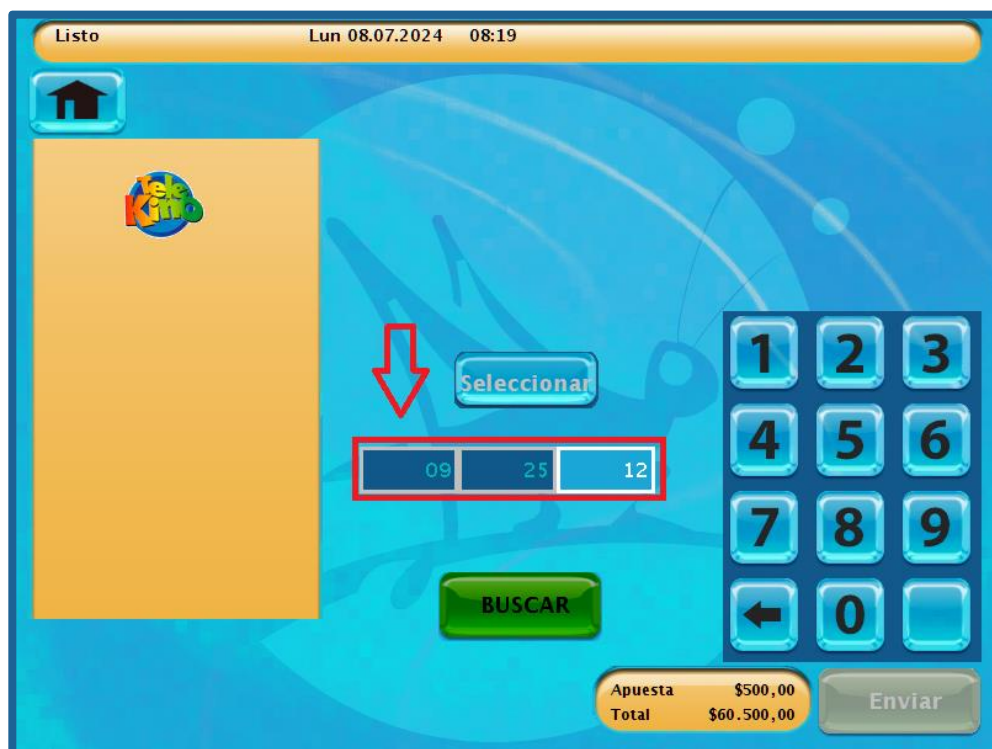 Listo Lun 08.07.2024 08:19
Tele
Kino
Seleccionar
09 25 12
BUSCAR
1 2 3
4 5 6
7 8 9
0
Apuesta $500,00
Total $60.500,00
Enviar